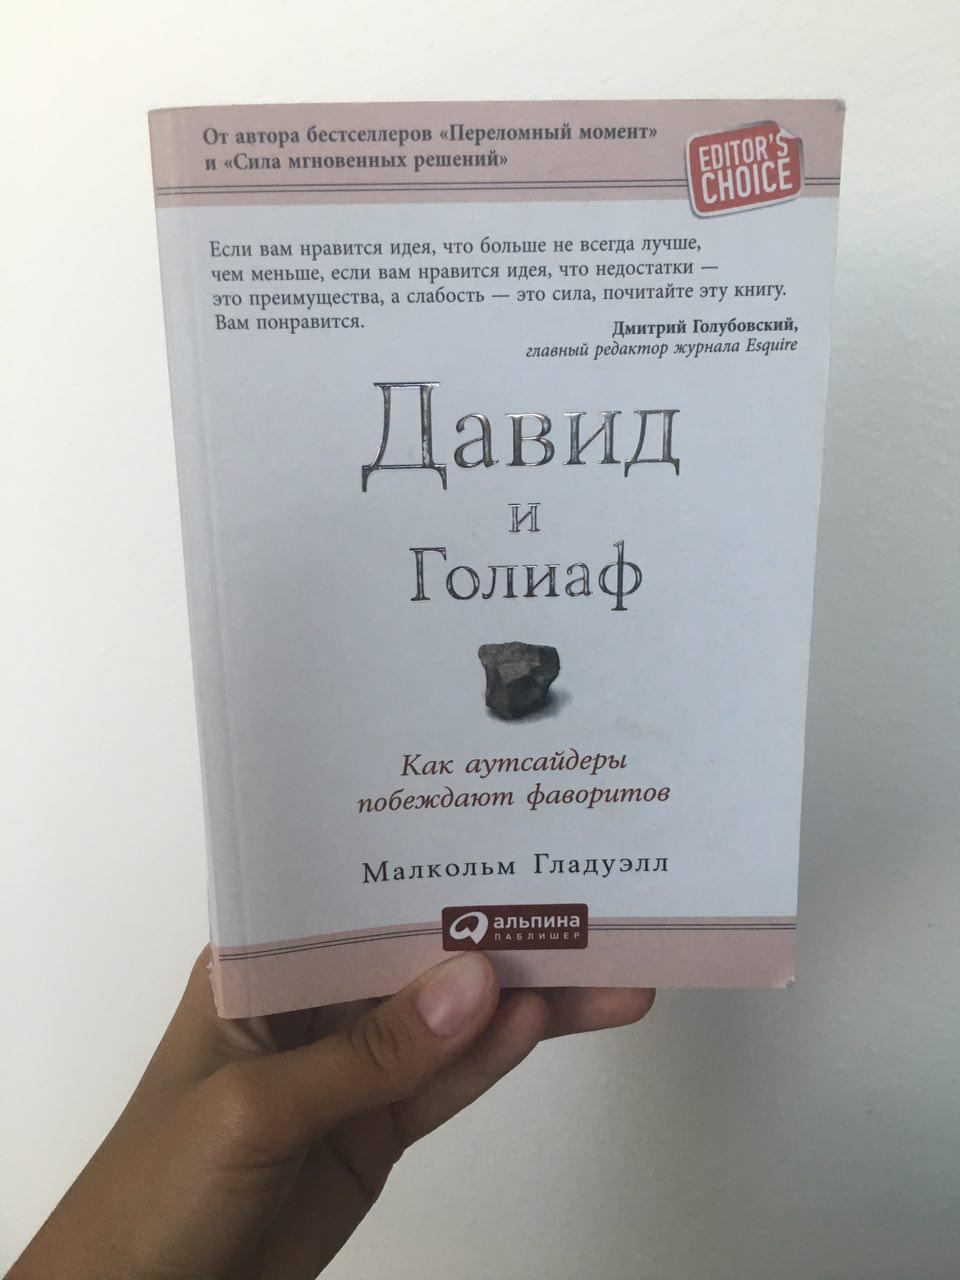 От автора бестселлеров «Переломный момент»
и «Сила мгновенных решений»
EDITOR'S
CHOICE
Если вам нравится идея, что больше не всегда лучше,
чем меньше, если вам нравится идея, что недостатки —
это преимущества, а слабость — это сила, почитайте эту книгу.
Вам понравится.
Дмитрий Голубовский,
главный редактор журнала Esquire
Давид
и
Голиаф
Как аутсайдеры
побеждают фаворитов
Малкольм Гладуэлл
альпина
ПАБЛИШЕР